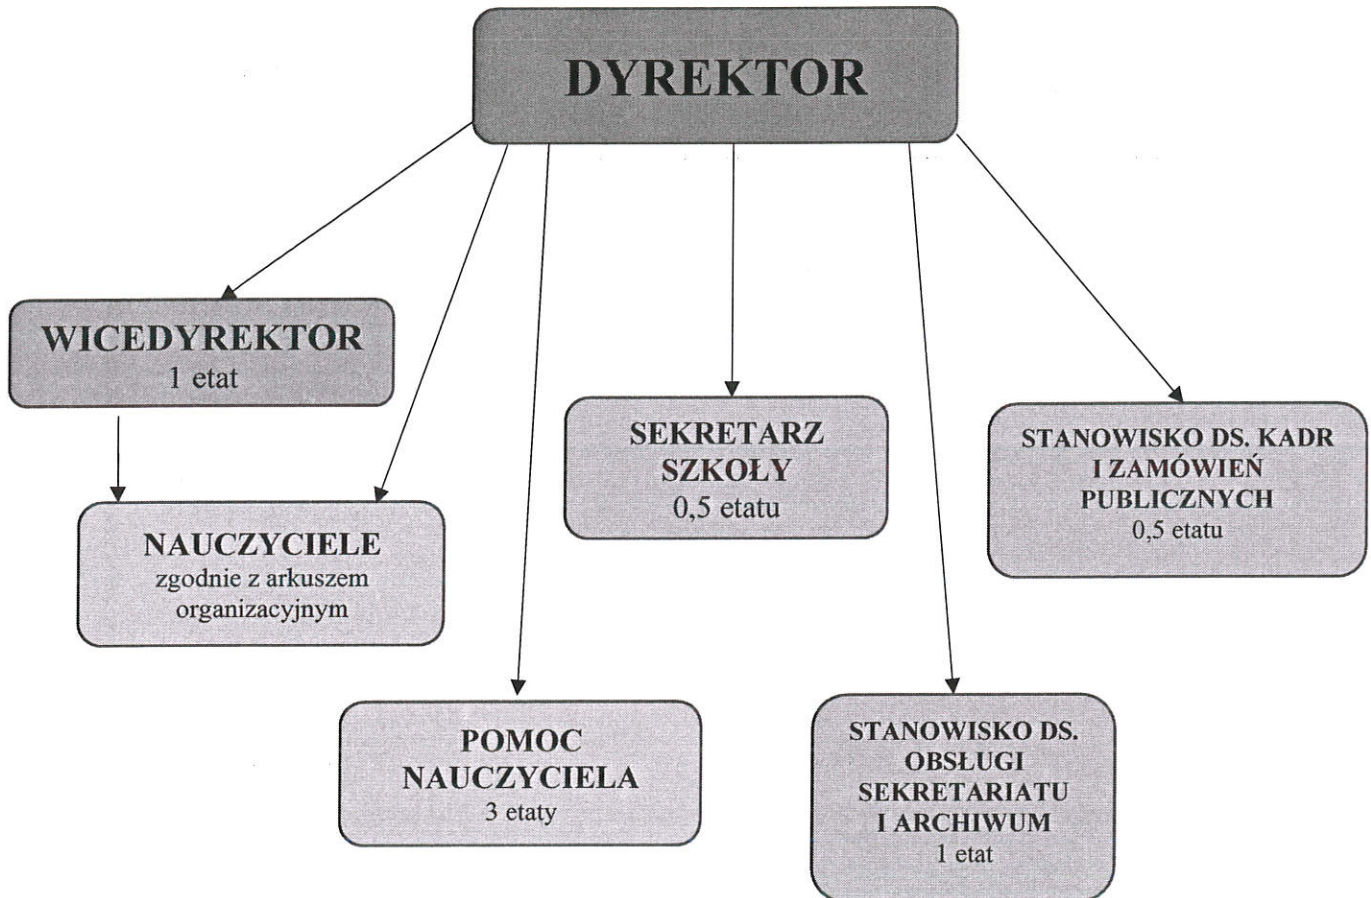 DYREKTOR
WICEDYREKTOR
1 etat
NAUCZYCIELE
zgodnie z arkuszem
organizacyjnym
SEKRETARZ
SZKOŁY
0,5 etatu
STANOWISKO DS. KADR
I ZAMÓWIEŃ
PUBLICZNYCH
0,5 etatu
POMOC
NAUCZYCIELA
3 etaty
STANOWISKO DS.
OBSŁUGI
SEKRETARIATU
I ARCHIWUM
1 etat